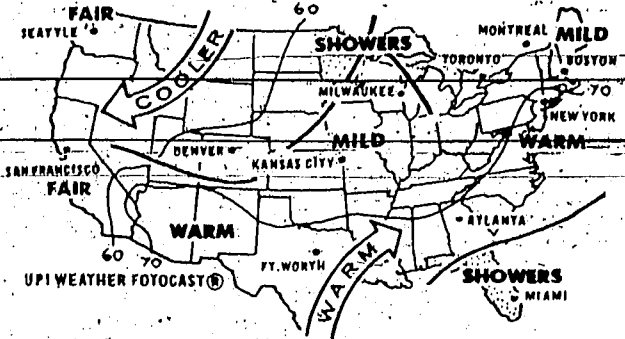 60
FAIR
SEATTLE
COOLER
SHOWERS
MONTREAL
MILD
TORONTO
BOSTON
MILWAUKEE
70
NEW YORK
DENVER
MILD
WARM
KANSAS CITY
SAN FRANCISCO
FAIR
WARM
ATLANTA
60
70
FT. WORTH
WARM
SHOWERS
UPI WEATHER FOTOCAST ®
MIAMI